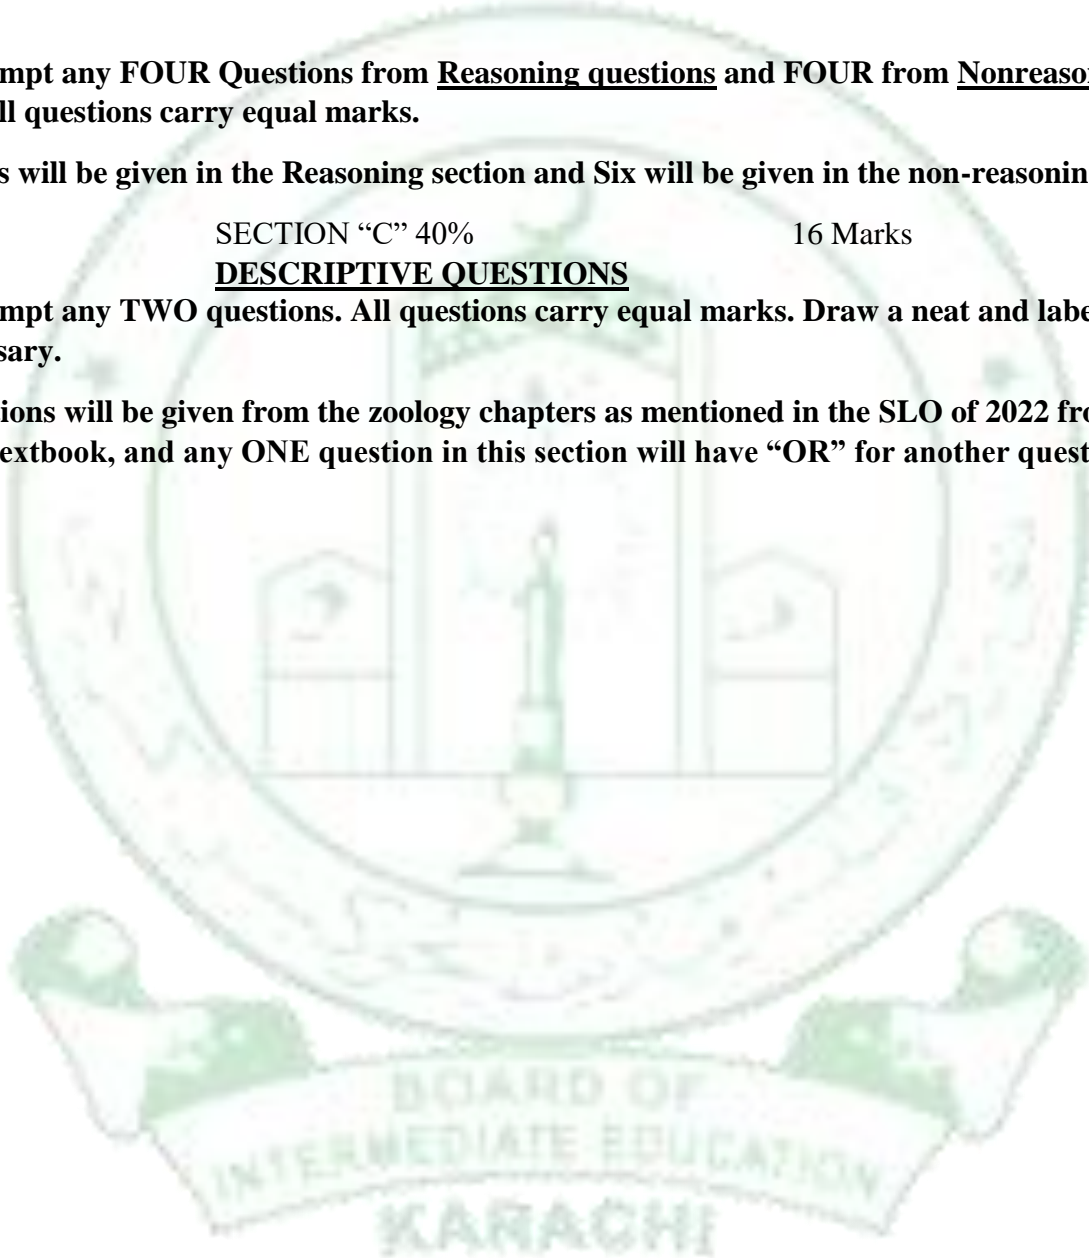 mpt any FOUR Questions from Reasoning questions and FOUR from Nonreaso
ll questions carry equal marks.
s will be given in the Reasoning section and Six will be given in the non-reasonin
SECTION “C” 40% 16 Marks
DESCRIPTIVE QUESTIONS
mpt any TWO questions. All questions carry equal marks. Draw a neat and labe
sary.
ions will be given from the zoology chapters as mentioned in the SLO of 2022 fro
extbook, and any ONE question in this section will have “OR” for another quest
BOARD OF
INTERMEDIATE EDUCATION
KARACHI